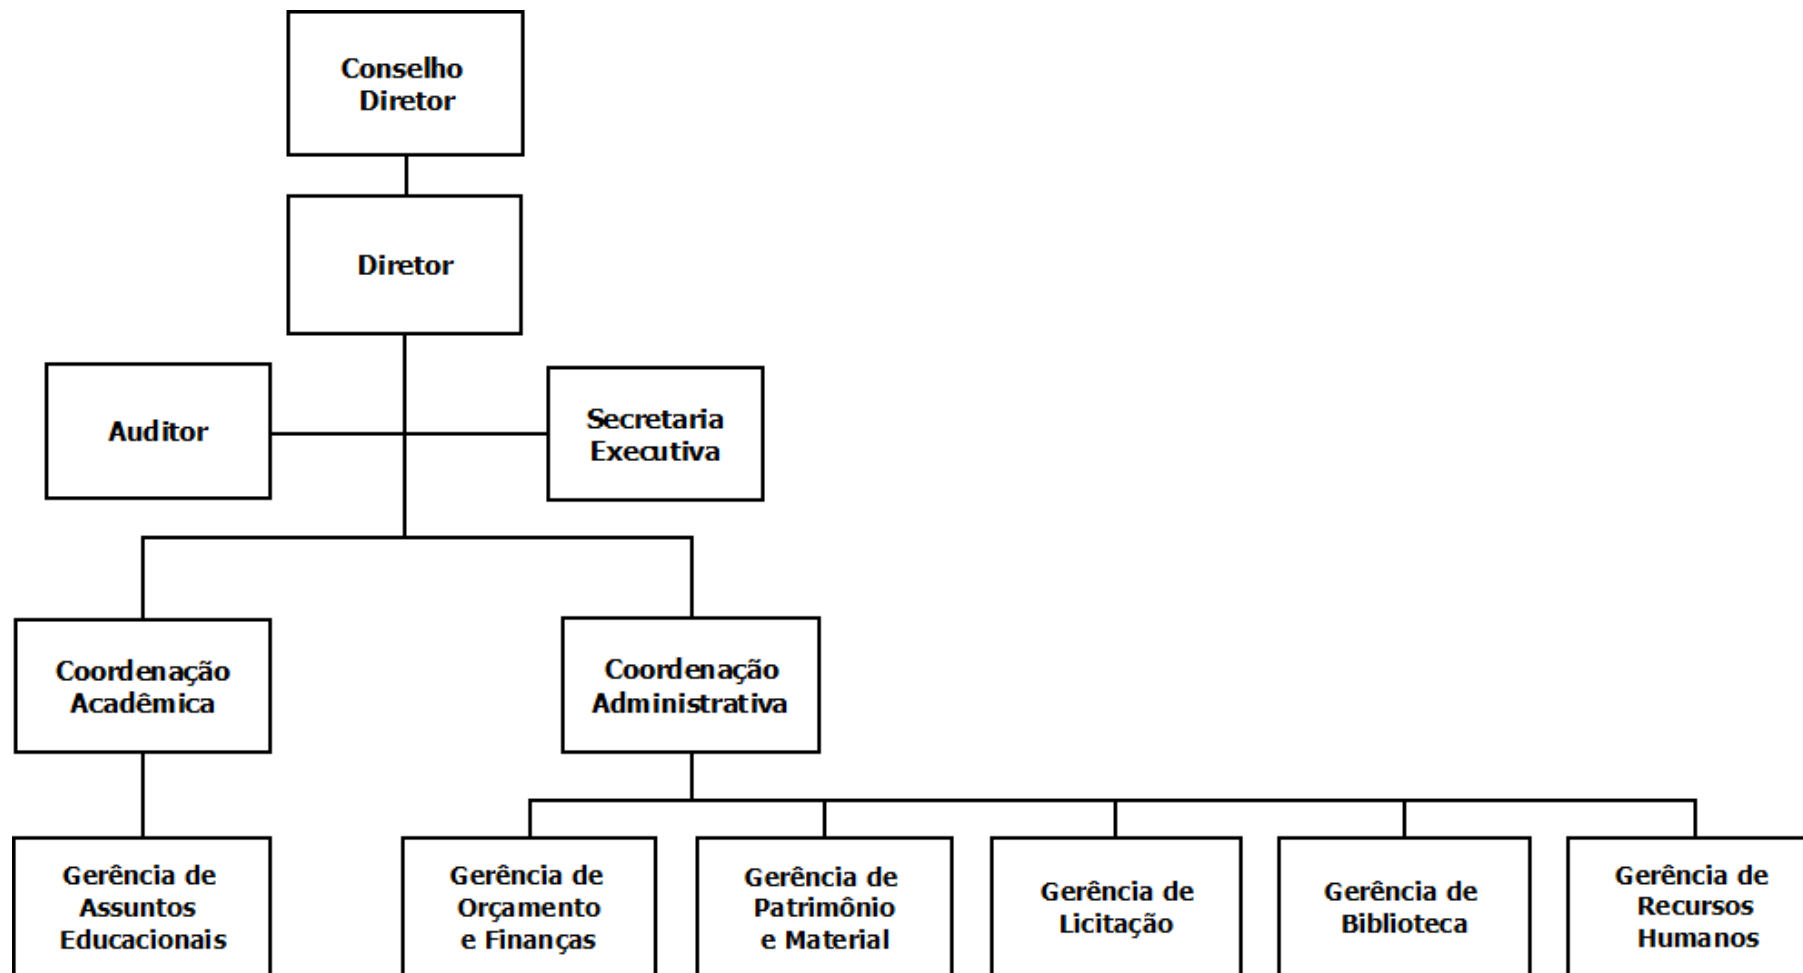 Conselho
Diretor
Diretor
Auditor
Secretaria
Executiva
Coordenação
Acadêmica
Coordenação
Administrativa
Gerência de
Assuntos
Educacionais
Gerência de
Orçamento
e Finanças
Gerência de
Patrimônio
e Material
Gerência de
Licitação
Gerência de
Biblioteca
Gerência de
Recursos
Humanos